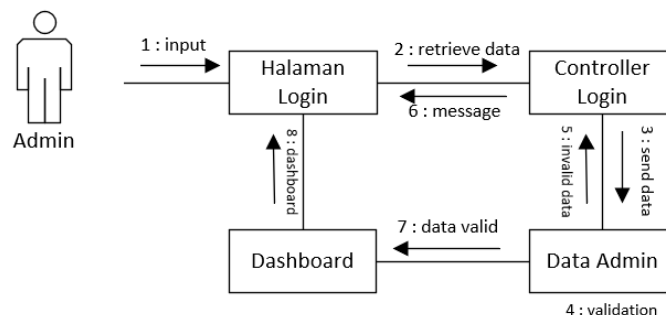 1 : input
2 : retrieve data
Halaman
Login
Controller
Login
6 : message
Admin
8 : dashboard
5 : invalid data
3 : send data
7 : data valid
Dashboard
Data Admin
4 : validation